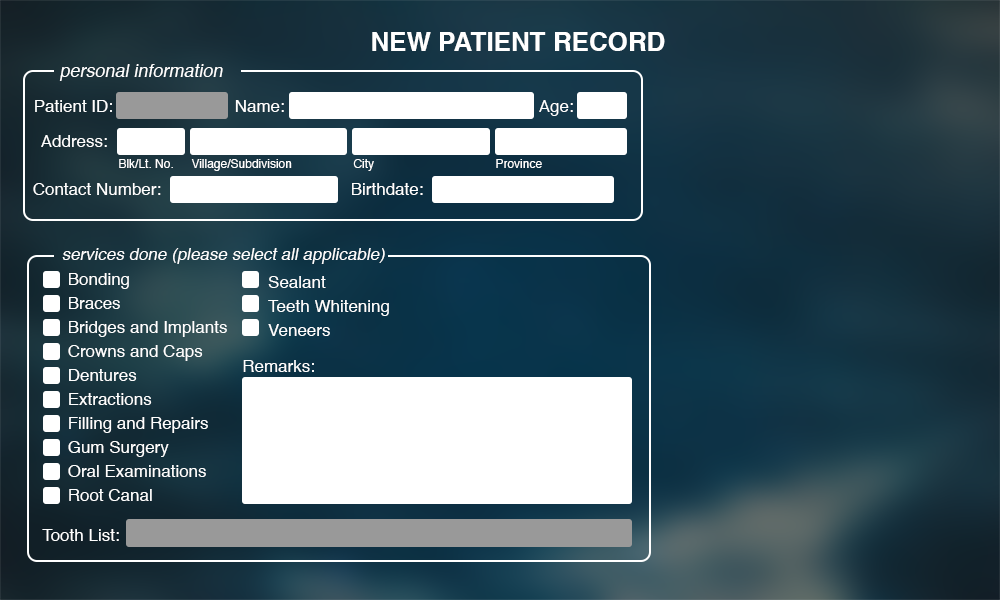 NEW PATIENT RECORD
personal information
Patient ID: Name: Age:
Address:
Blk/Lt. No. Village/Subdivision City Province
Contact Number: Birthdate:
services done (please select all applicable)
Bonding
Braces
Bridges and Implants
Crowns and Caps
Dentures
Extractions
Filling and Repairs
Gum Surgery
Oral Examinations
Root Canal
Sealant
Teeth Whitening
Veneers
Remarks:
Tooth List: